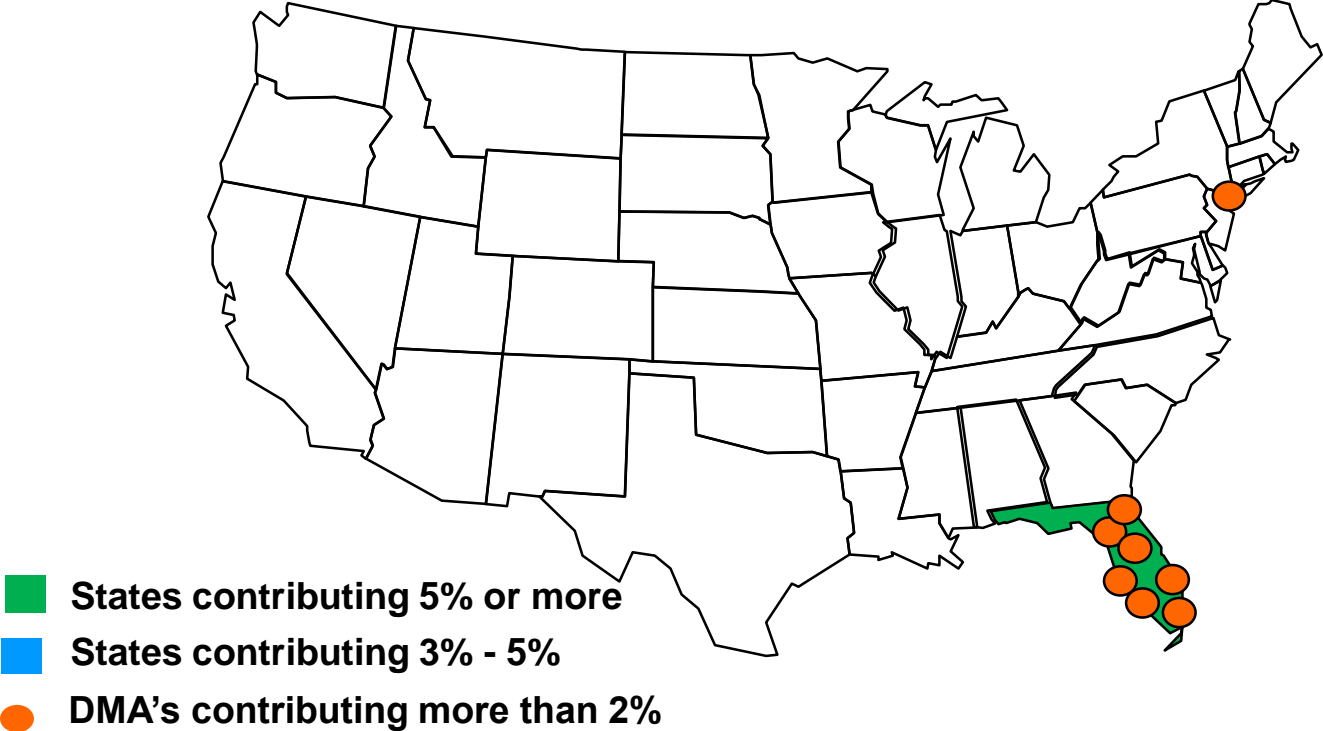 States contributing 5% or more
States contributing 3% - 5%
DMA’s contributing more than 2%